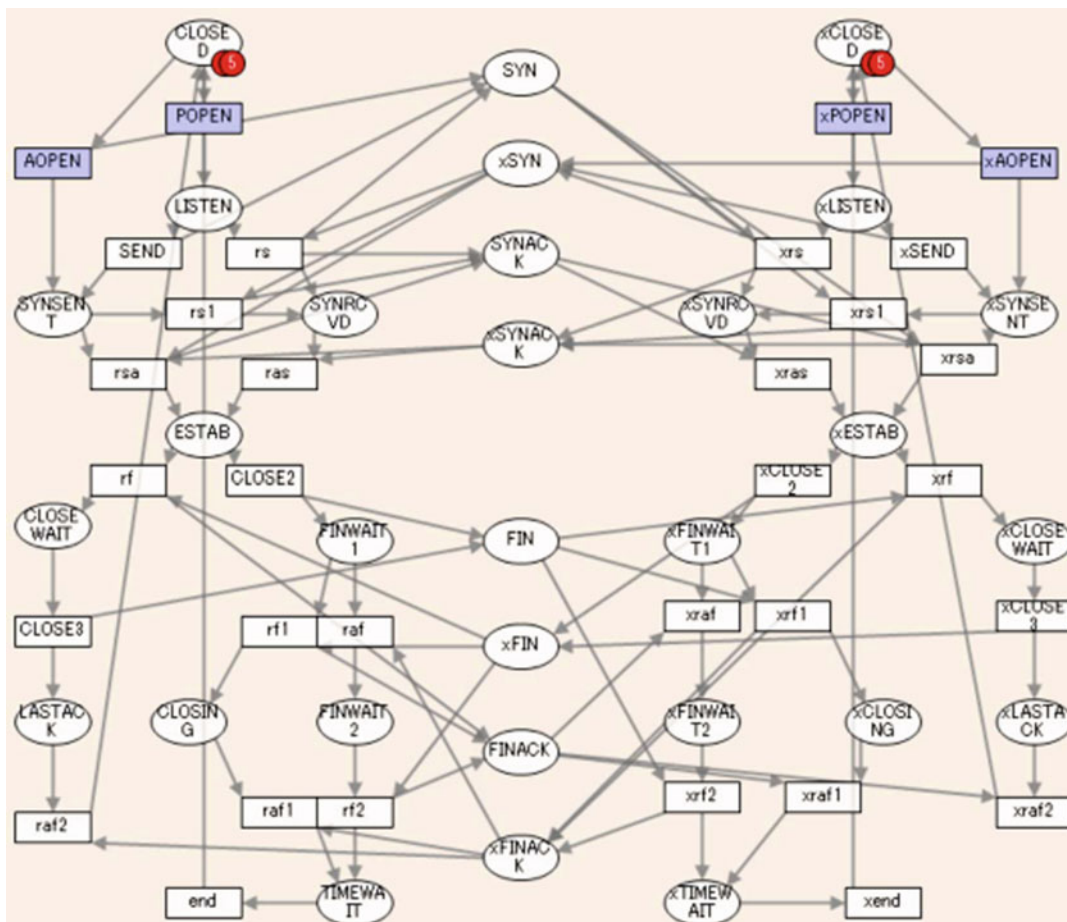 CLOSE
D
5
SYN
xCLOSE
D
5
POPEN
xPOPEN
AOPEN
xSYN
xAOPEN
LISTEN
xLISTEN
SEND
rs
SYNACK
K
xrs
xSEND
SYNSEN
T
rs1
SYNRC
VD
xSYNRC
VD
xrs1
xSYNSE
NT
xSYNAC
K
rsa
ras
xras
xrsa
ESTAB
xESTAB
rf
CLOSE2
xCLOSE
2
xrf
CLOSE
WAIT
FINWAIT
1
FIN
xFINWA
IT1
xCLOSE
WAIT
CLOSE3
rf1
raf
xFIN
xraf
xrf1
xCLOSE
3
LASTAC
K
CLOSIN
G
FINWAIT
2
FINACK
xFINWAI
T2
xCLOSI
NG
xLASTA
CK
raf2
raf1
rf2
xrf2
xraf1
xraf2
xFINAC
K
end
TIMEWA
IT
xTIMEW
AIT
xend